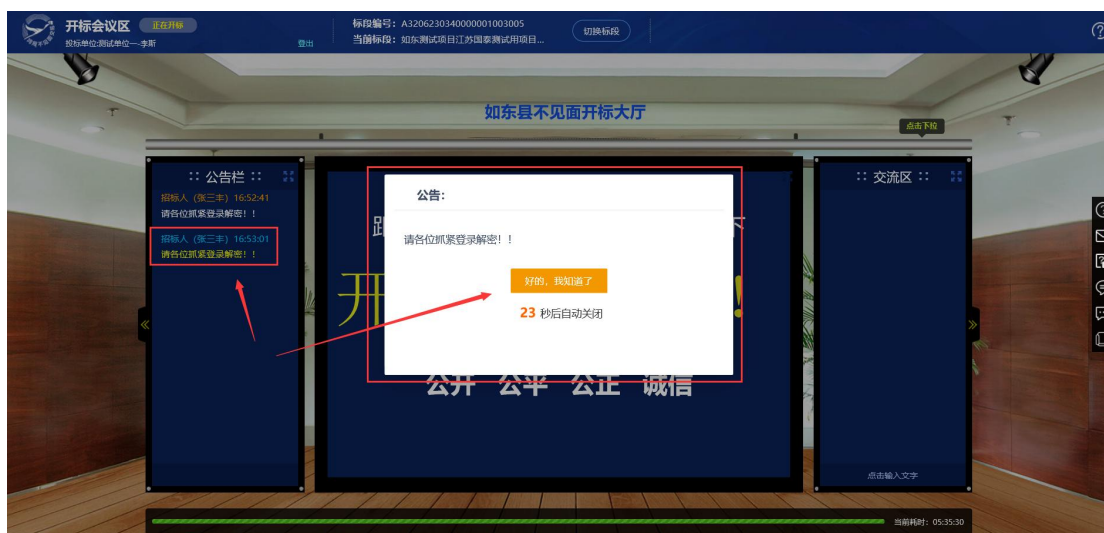 开标会议区 正在开标
投标单位:测试单位一-李斯 登出
标段编号：A3206230340000001003005
当前标段：如东测试项目江苏国泰测试用项目...
切换标段
如东县不见面开标大厅
点击下拉
:: 公告栏 ::
招标人（张三丰）16:52:41
请各位抓紧登录解密！！
招标人（张三丰）16:53:01
请各位抓紧登录解密！！
公告：
请各位抓紧登录解密！！
好的，我知道了
23 秒后自动关闭
距
下
开
!
公开 公平 公正 诚信
:: 交流区 ::
点击输入文字
当前耗时：05:35:30